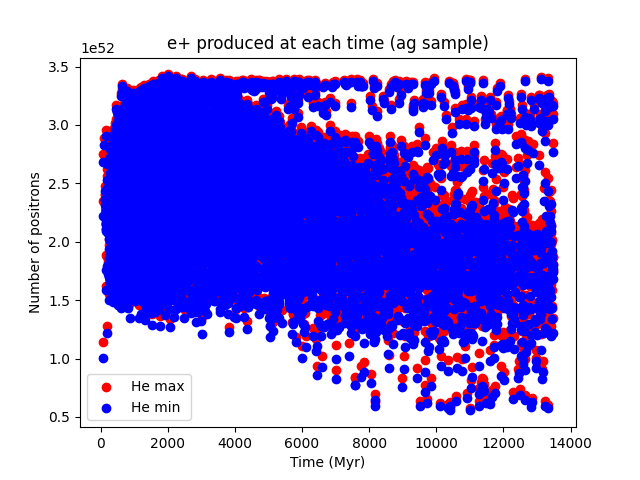 e+ produced at each time (ag sample)
1e52
3.5
3.0
2.5
2.0
1.5
1.0
0.5
Number of positrons
He max
He min
0 2000 4000 6000 8000 10000 12000 14000
Time (Myr)